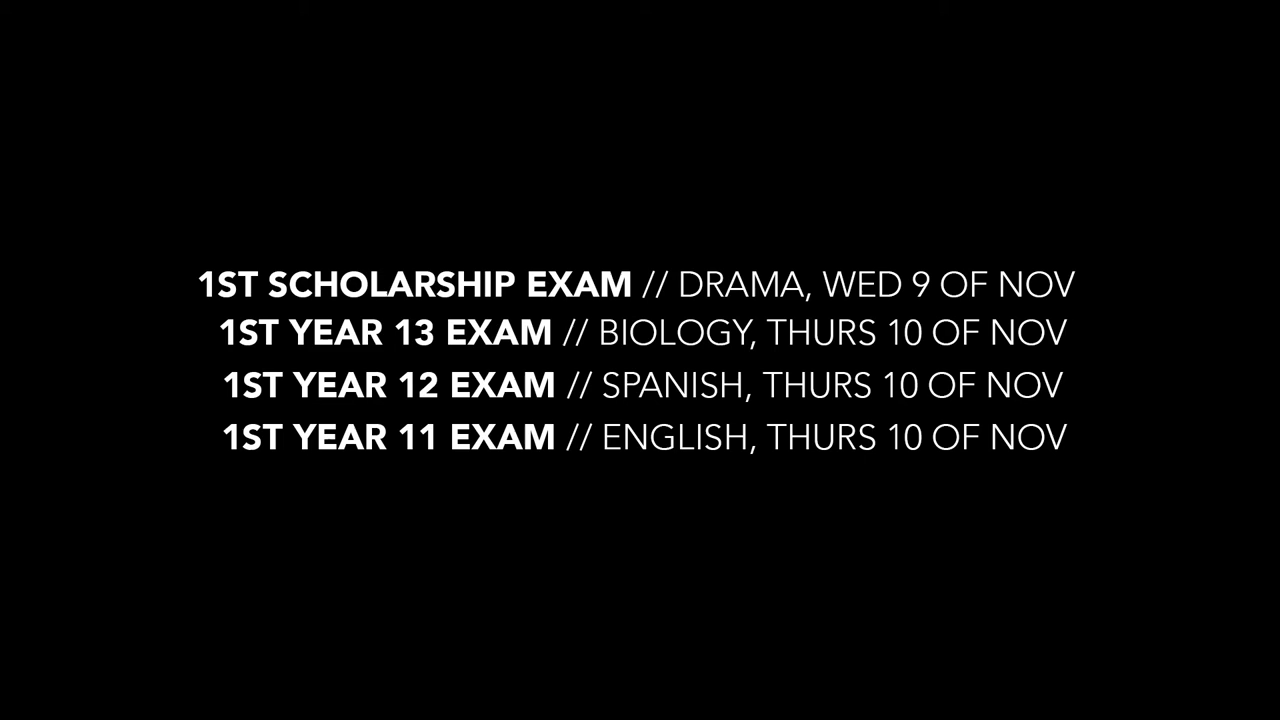 1ST SCHOLARSHIP EXAM // DRAMA, WED 9 OF NOV
1ST YEAR 13 EXAM // BIOLOGY, THURS 10 OF NOV
1ST YEAR 12 EXAM // SPANISH, THURS 10 OF NOV
1ST YEAR 11 EXAM // ENGLISH, THURS 10 OF NOV